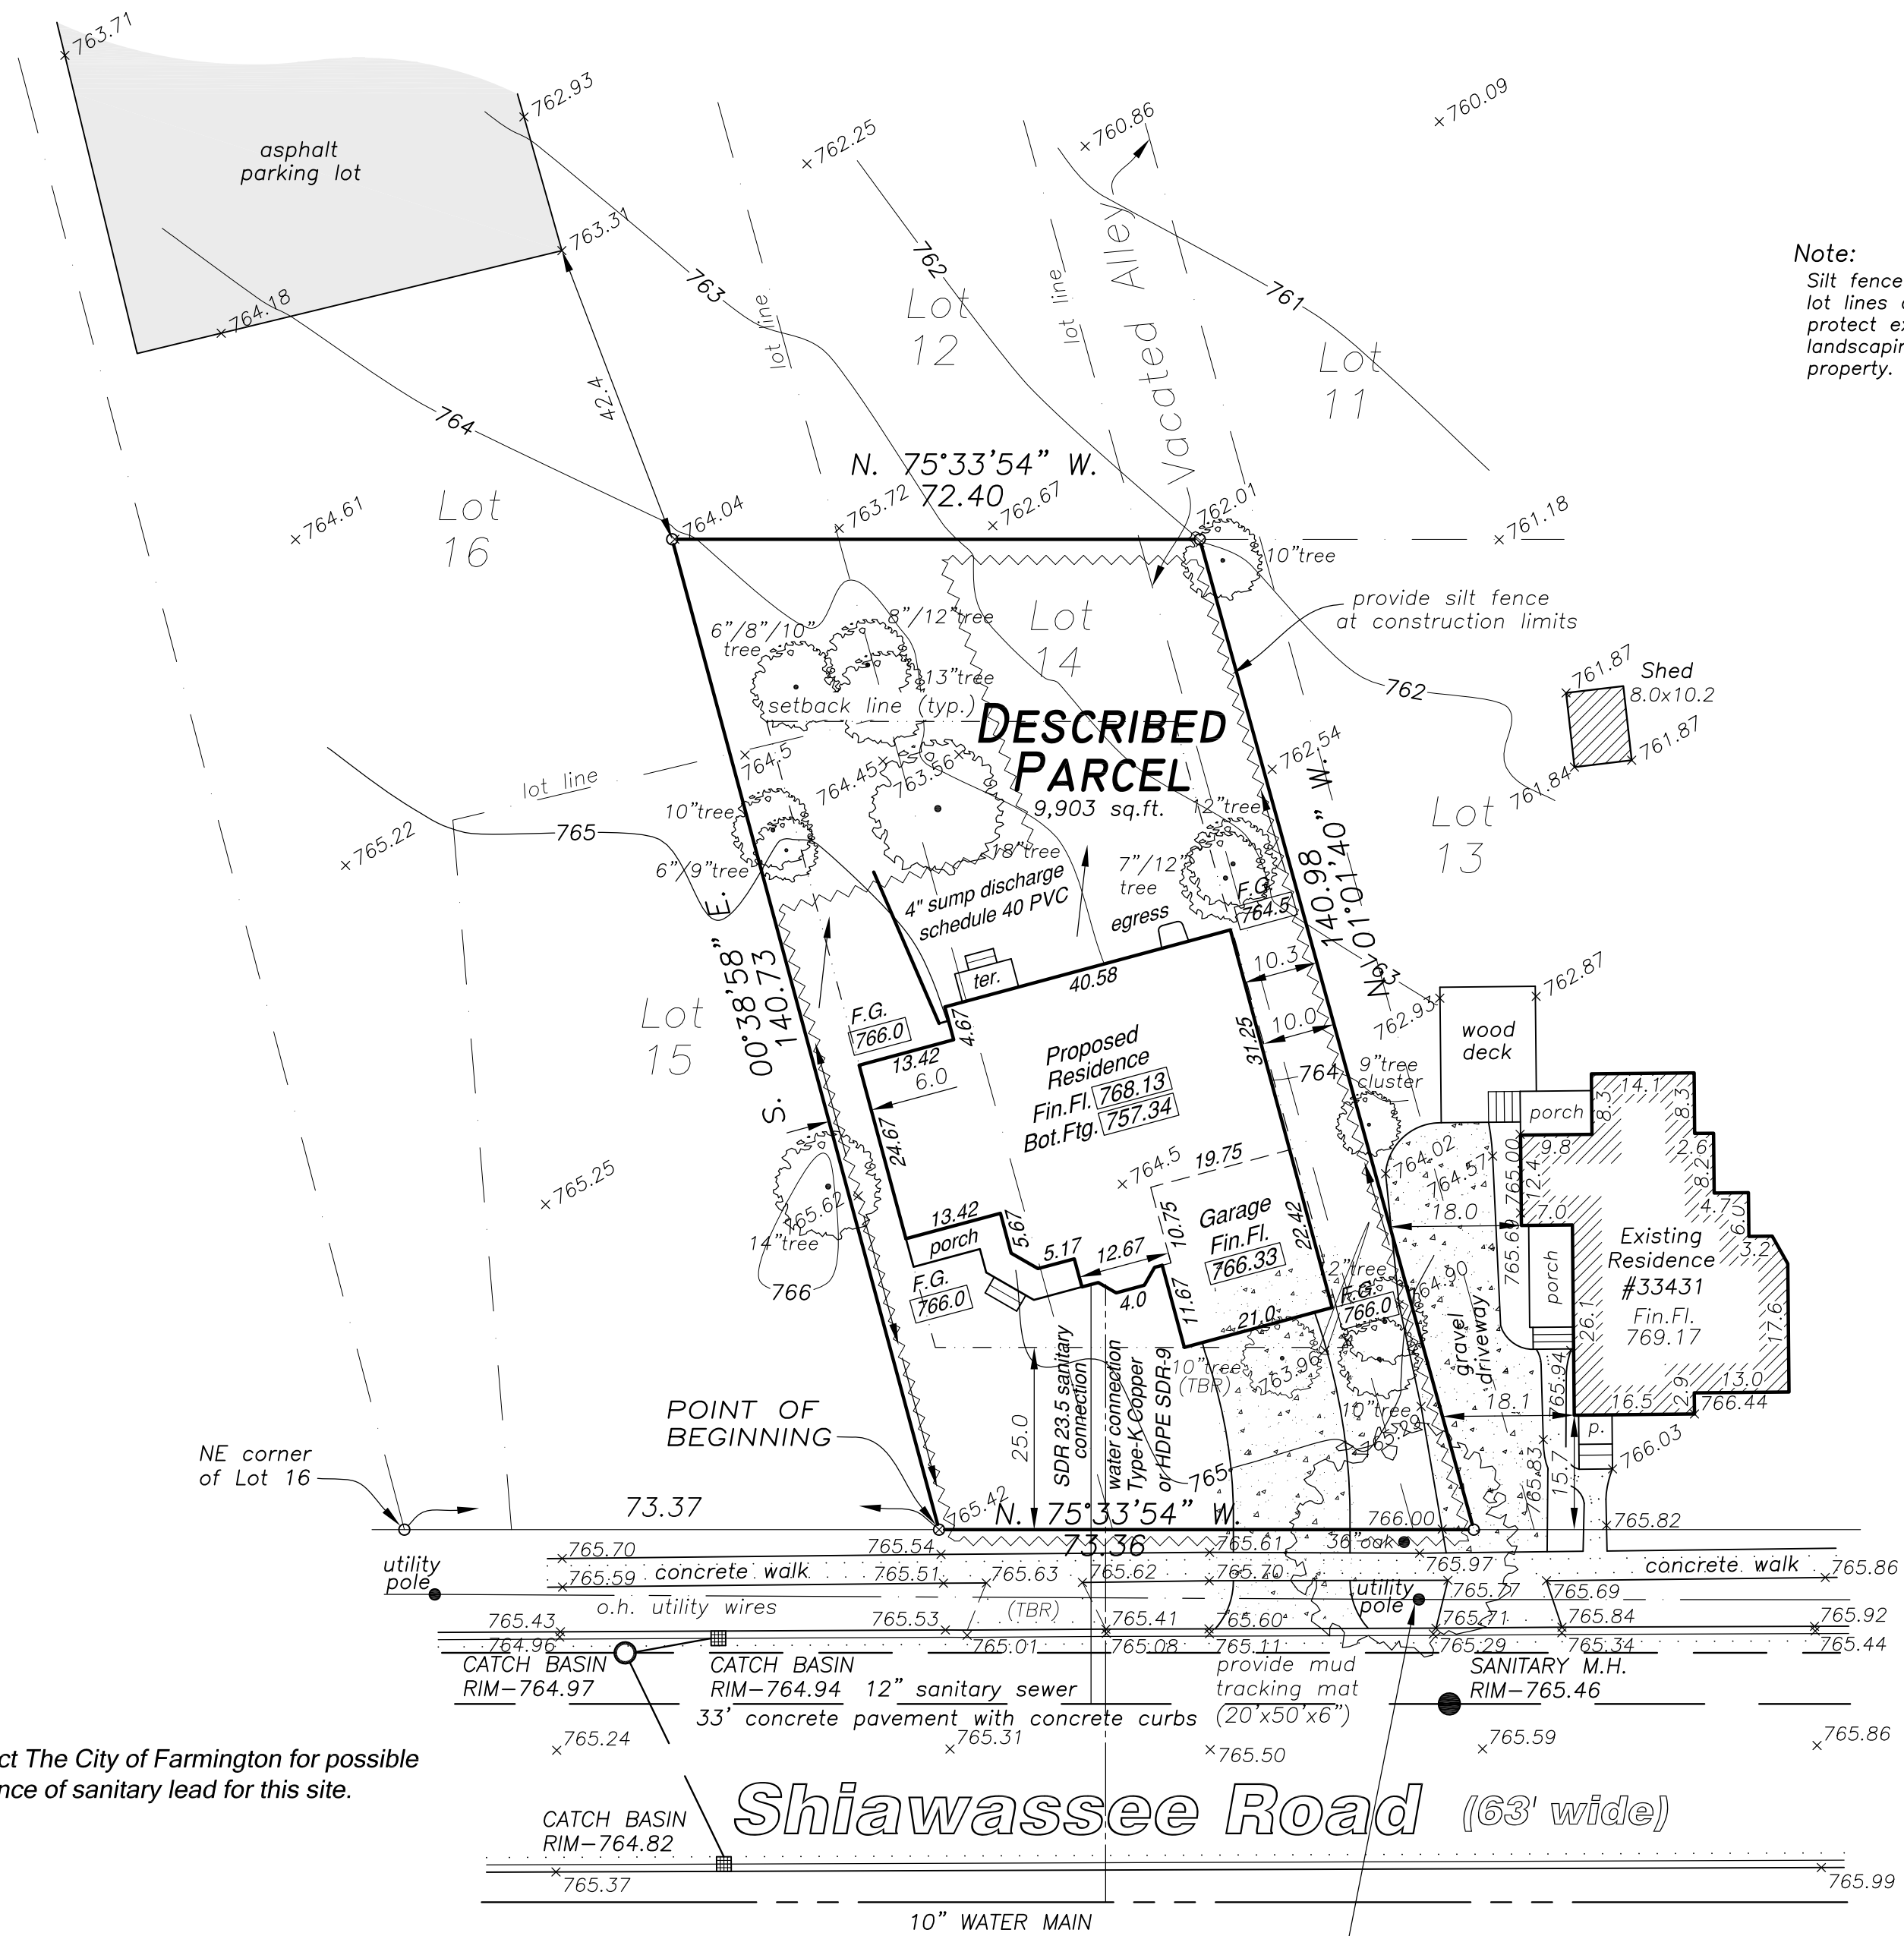 763.71
762.93
762.25
760.86
760.09
asphalt
parking lot
763.31
764.18
763
762
761
Vacated Alley
lot line
lot line
Lot
12
Lot
11
Note:
Silt fence
lot lines
protect
landscapin
property.
42.4
764
N. 75°33'54" W.
72.40
764.61
Lot
16
764.04
763.72
762.67
762.01
761.18
10"tree
provide silt fence
at construction limits
6"/8"/10"
tree
8"/12"tree
13"tree
Lot
14
setback line (typ.)
DESCRIBED
PARCEL
9,903 sq.ft.
762
761.87
Shed
8.0x10.2
761.87
761.84
764.5
764.45
763.56
762.54
lot line
765
765.22
10"tree
6"/9"tree
18"tree
12"tree
7"/12"
tree
Lot
13
4" sump discharge
schedule 40 PVC
egress
F.G.
764.5
140.98
N. 01°01'40" W.
S. 00°38'58" E.
140.73
Lot
15
F.G.
766.0
ter.
40.58
10.3
10.0
763
762.93
762.87
wood
deck
4.67
13.42
6.0
31.25
Proposed
Residence
Fin.Fl. 768.13
Bot.Ftg. 757.34
764
9"tree
cluster
24.67
765.25
765.62
14"tree
766
764.5
19.75
10.75
Garage
Fin.Fl.
766.33
22.42
13.42
porch
5.67
5.17
12.67
4.0
11.67
21.0
F.G.
766.0
F.G.
766.0
12"tree
764.90
764.02
764.57
765.00
765.69
18.0
porch
14.1
8.3
8.3
9.8
2.6
12.4
8.2
7.0
4.7
6.0
3.2
porch
Existing
Residence
#33431
Fin.Fl.
769.17
26.1
17.6
13.0
2.9
16.5
766.44
gravel
driveway
18.1
765.94
p.
765.83
15.7
766.03
10"tree
(TBR)
763.96
10"tree
765.29
25.0
SDR 23.5 sanitary
connection
water connection
Type-K Copper
or HDPE SDR-9
765
POINT OF
BEGINNING
NE corner
of Lot 16
73.37
765.42
N. 75°33'54" W.
73.36
766.00
36"oak
765.82
utility
pole
765.70
765.54
765.61
765.97
765.59
concrete walk
765.51
765.63
765.62
765.70
utility
pole
765.77
765.69
concrete walk
765.86
o.h. utility wires
(TBR)
765.43
764.96
765.53
765.01
765.41
765.08
765.60
765.11
765.71
765.29
765.84
765.34
765.92
765.44
CATCH BASIN
RIM-764.97
CATCH BASIN
RIM-764.94
12" sanitary sewer
provide mud
tracking mat
(20'x50'x6")
SANITARY M.H.
RIM-765.46
33' concrete pavement with concrete curbs
765.24
765.31
765.50
765.59
765.86
ct The City of Farmington for possible
nce of sanitary lead for this site.
CATCH BASIN
RIM-764.82
Shiawassee Road (63' wide)
765.37
765.99
10" WATER MAIN